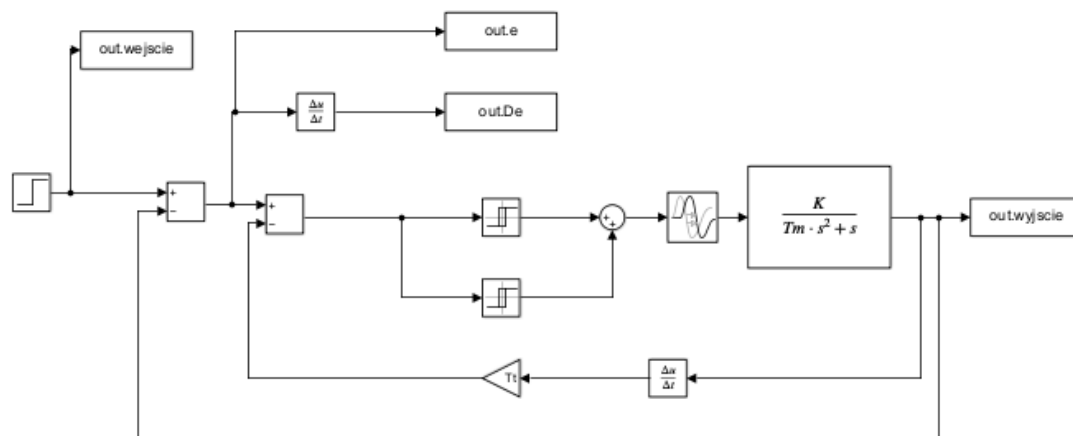 out.e
out.wejscie
Δu
Δt
out.De
+
−
+
−
+
+
K
Tm · s² + s
out.wyjscie
Tt
Δu
Δt